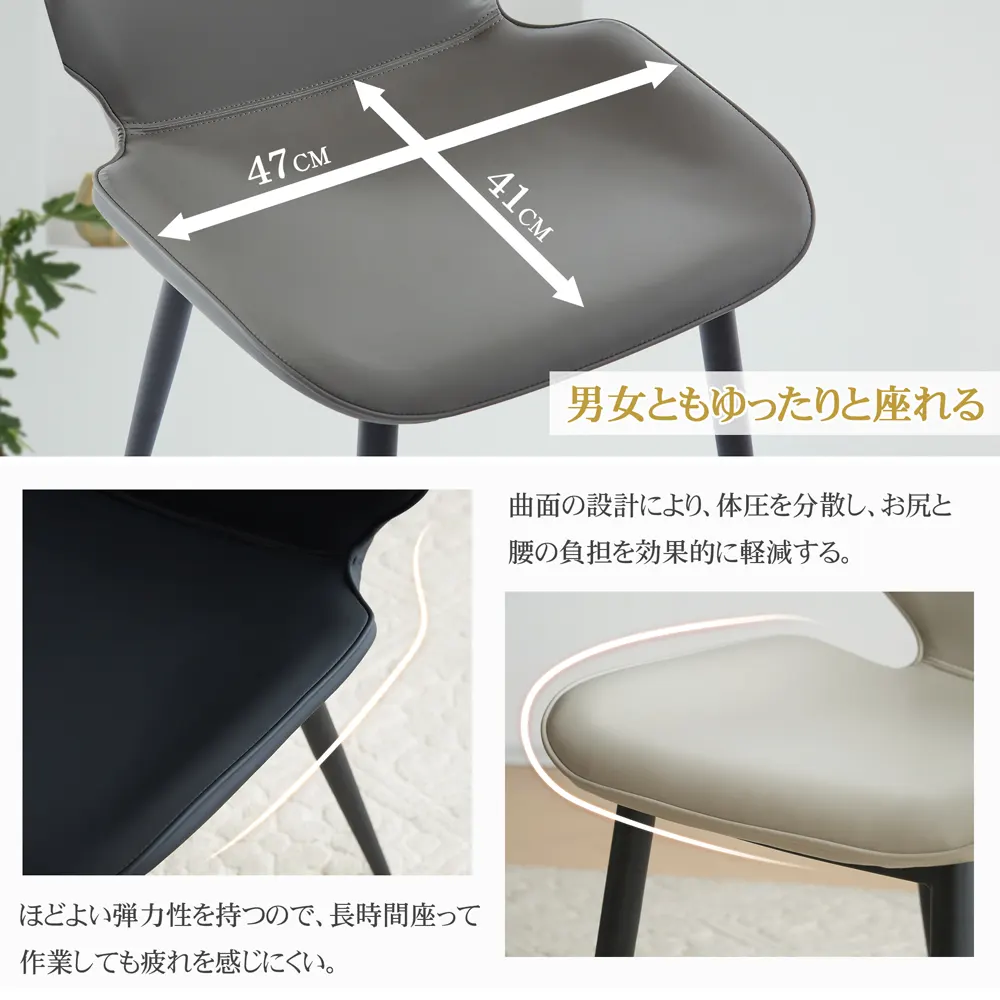 47CM
41CM
男女ともゆったりと座れる
曲面の設計により、体圧を分散し、お尻と
腰の負担を効果的に軽減する。
ほどよい弾力性を持つので、長時間座って
作業しても疲れを感じにくい。